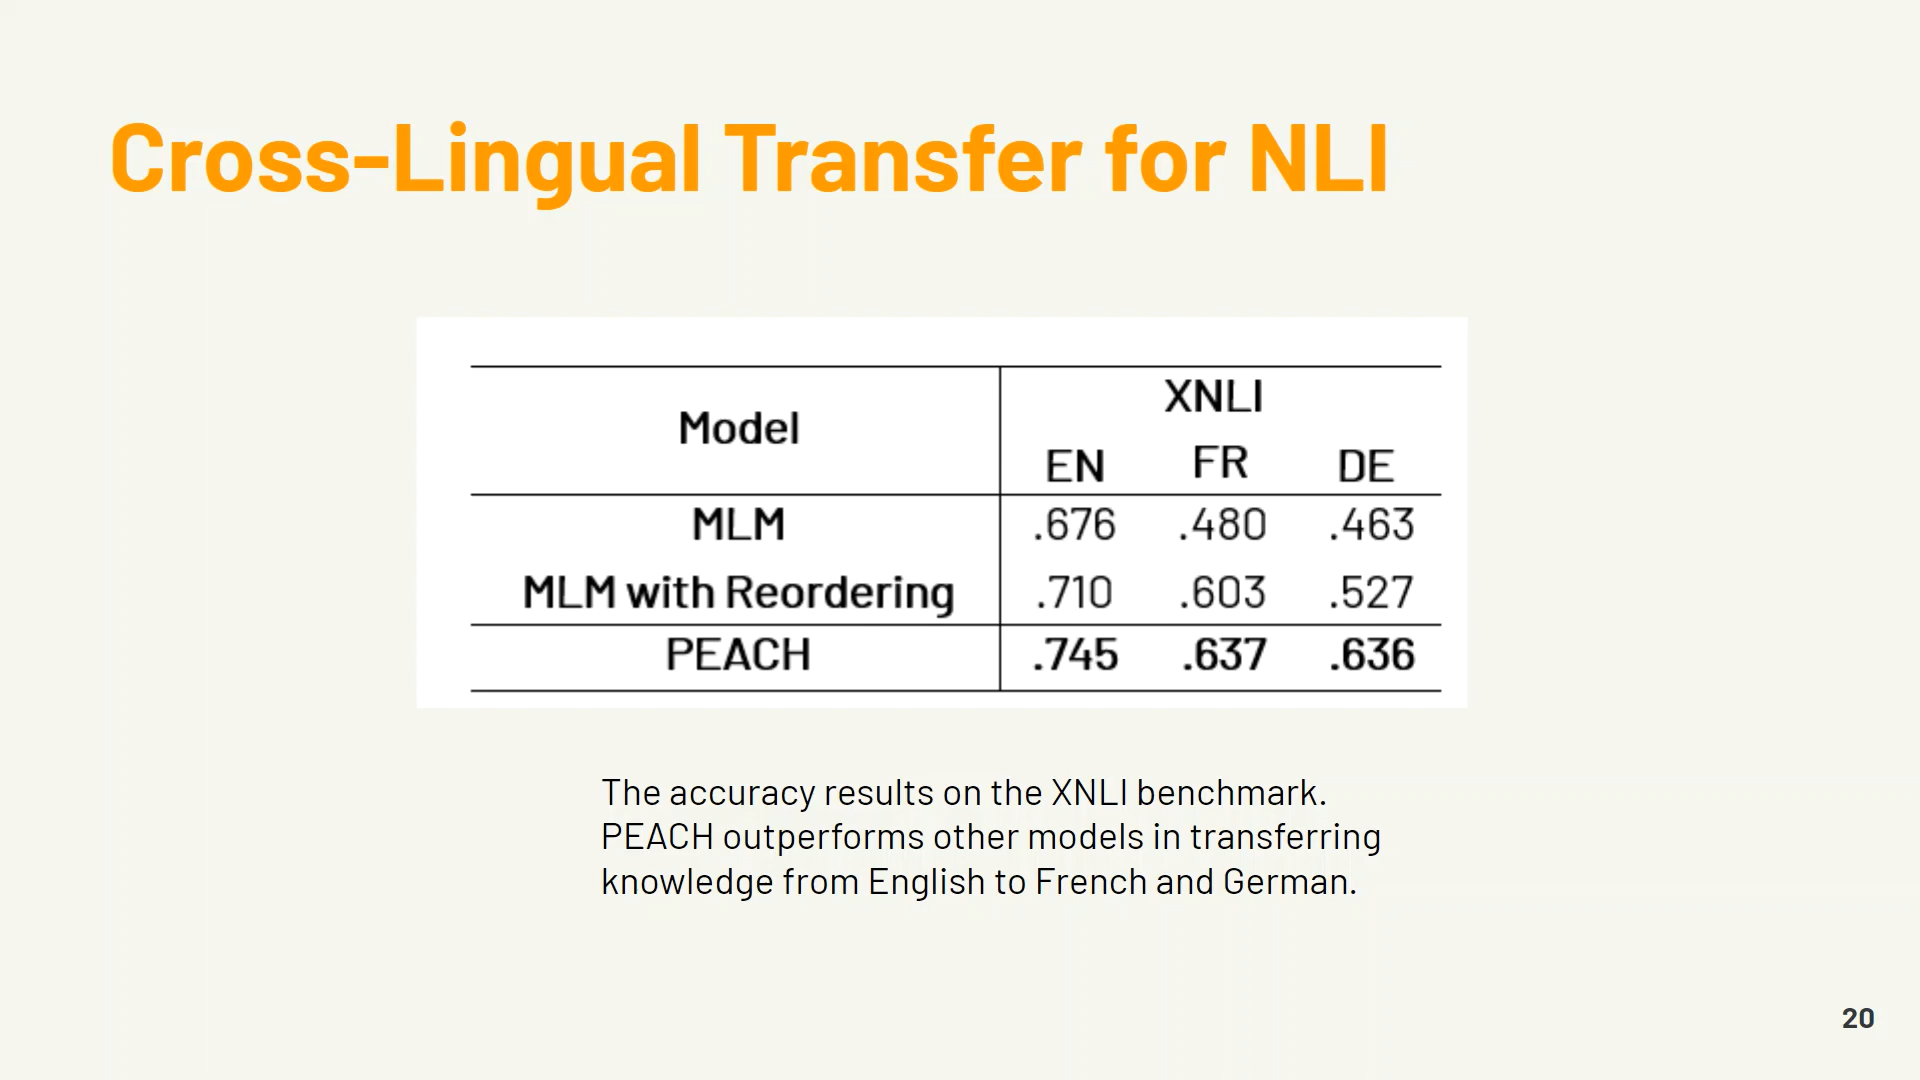 Cross-Lingual Transfer for NLI
Model
XNLI
EN FR DE
MLM .676 .480 .463
MLM with Reordering .710 .603 .527
PEACH .745 .637 .636
The accuracy results on the XNLI benchmark.
PEACH outperforms other models in transferring
knowledge from English to French and German.
20